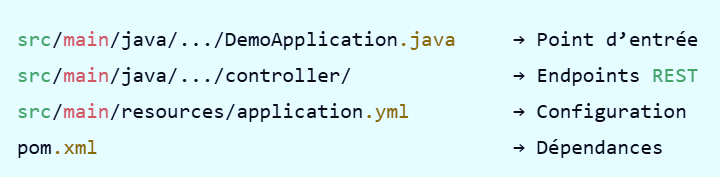 src/main/java/.../DemoApplication.java → Point d’entrée
src/main/java/.../controller/ → Endpoints REST
src/main/resources/application.yml → Configuration
pom.xml → Dépendances